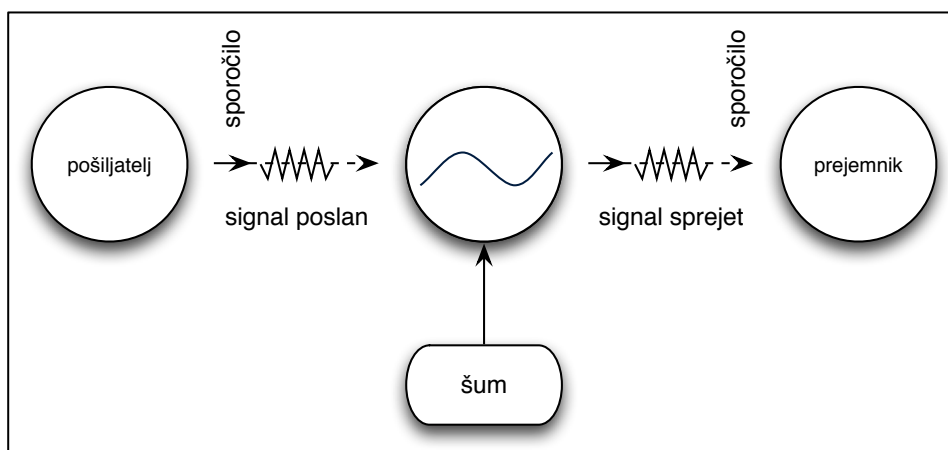 sporočilo
sporočilo
pošiljatelj
prejemnik
signal poslan
signal sprejet
šum